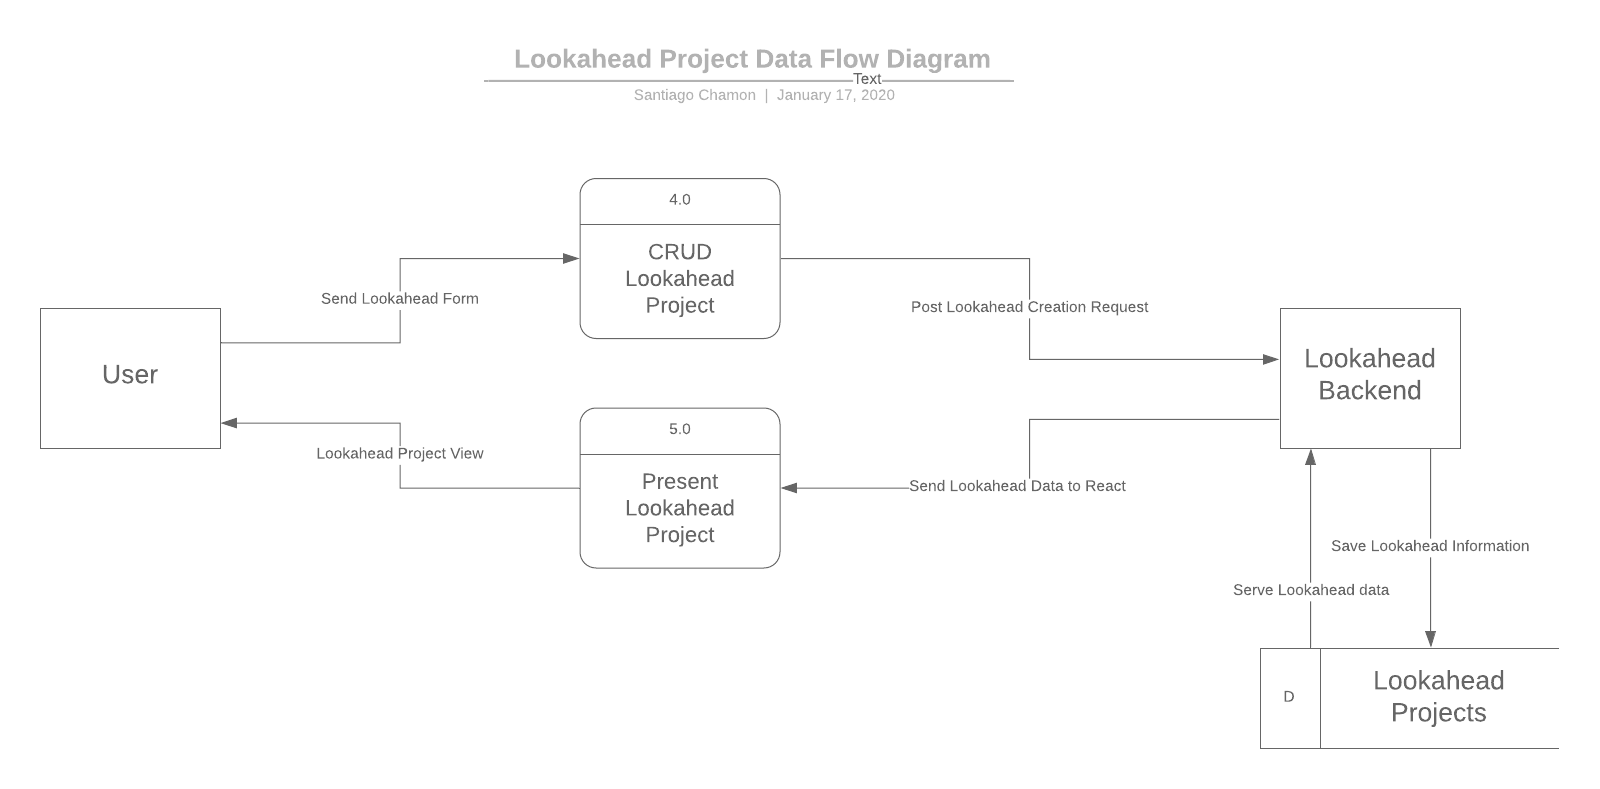 Lookahead Project Data Flow Diagram
Text
Santiago Chamon | January 17, 2020
4.0
CRUD
Lookahead
Project
Send Lookahead Form
Post Lookahead Creation Request
User
Lookahead
Backend
5.0
Present
Lookahead
Project
Lookahead Project View
Send Lookahead Data to React
Save Lookahead Information
Serve Lookahead data
D
Lookahead
Projects